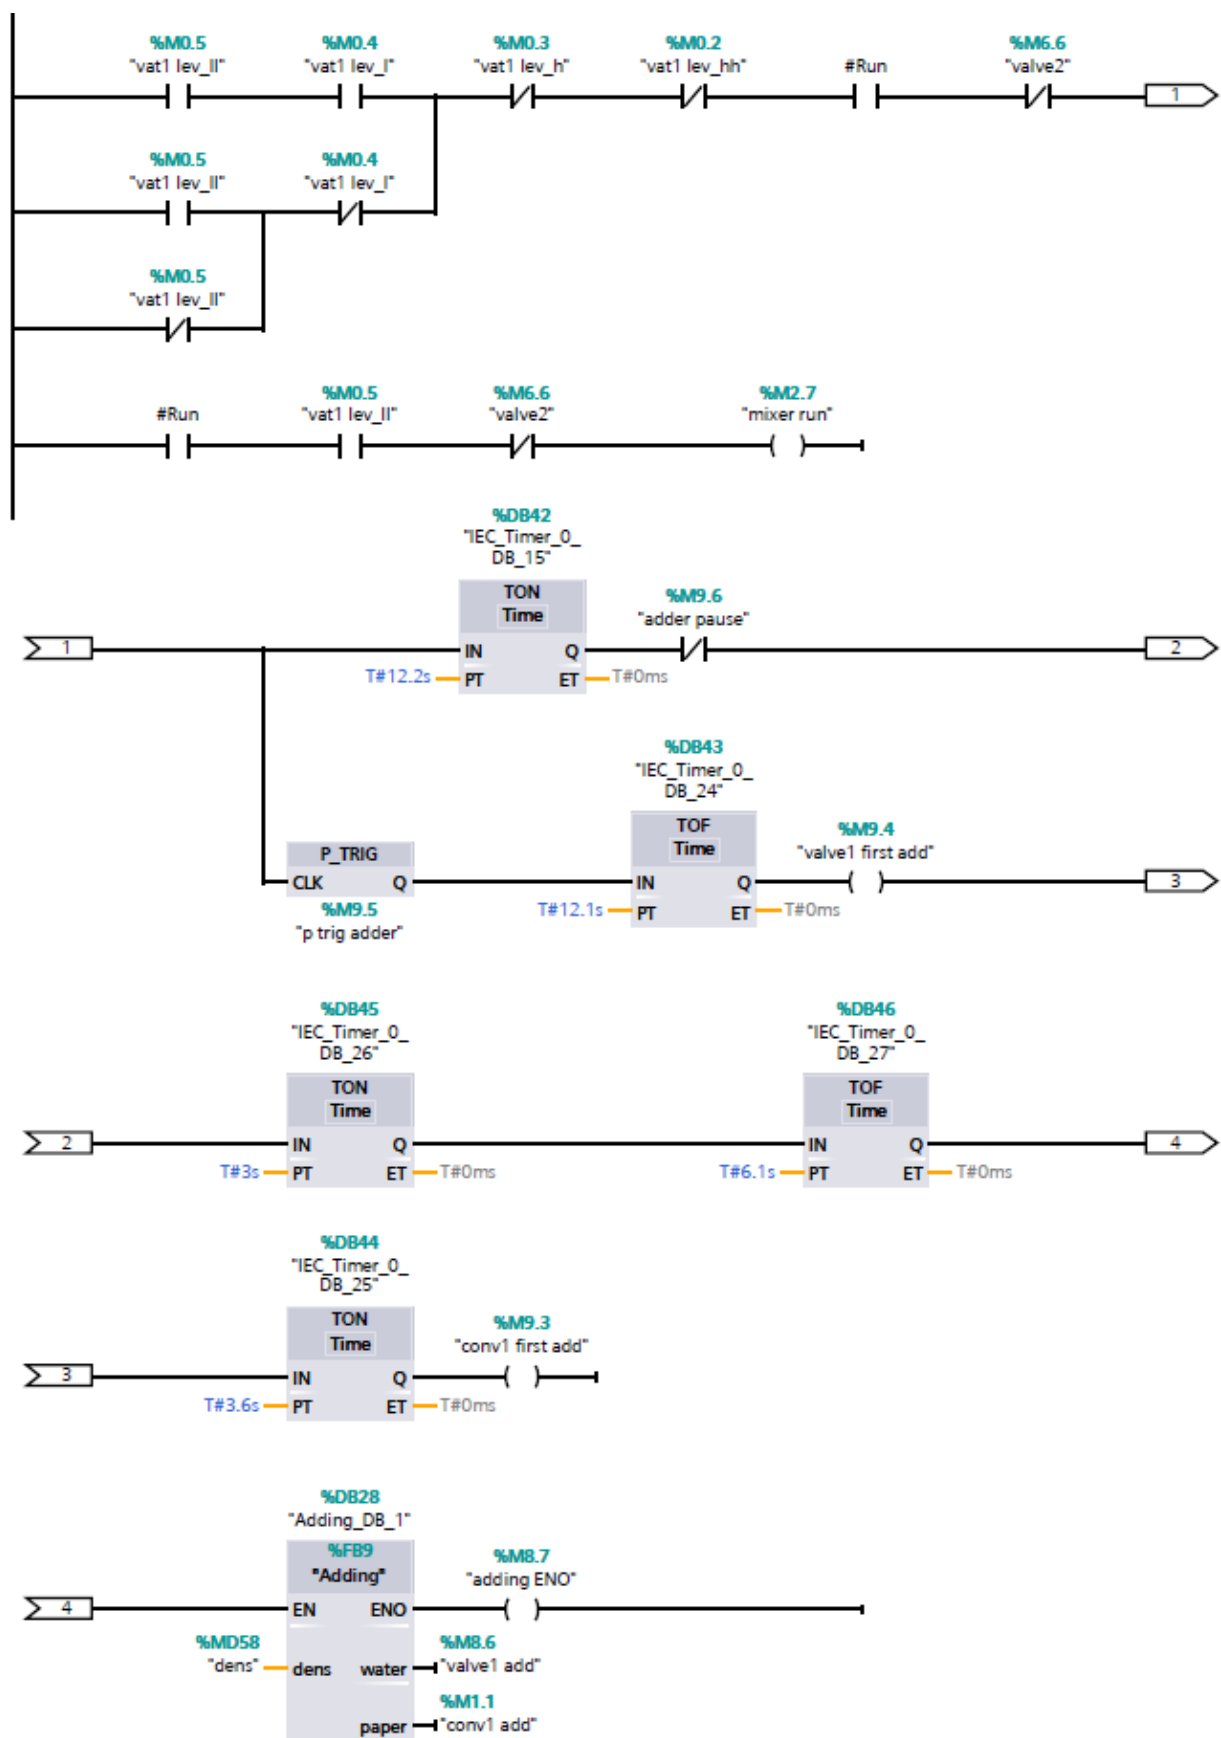 %M0.5 %M0.4 %M0.3 %M0.2 %M6.6
"vat1 lev_ll" "vat1 lev_l" "vat1 lev_h" "vat1 lev_hh" #Run "valve2"
1
%M0.5 %M0.4
"vat1 lev_ll" "vat1 lev_l"
%M0.5
"vat1 lev_ll"
%M0.5 %M6.6 %M2.7
#Run "vat1 lev_ll" "valve2" "mixer run"
%DB42
"IEC_Timer_0_
DB_15"
TON
Time
%M9.6
"adder pause"
1 IN Q 2
T#12.2s PT ET T#0ms
%DB43
"IEC_Timer_0_
DB_24"
TOF
Time
%M9.4
"valve1 first add"
P_TRIG
CLK Q IN Q 3
%M9.5
"p trig adder"
T#12.1s PT ET T#0ms
%DB45 %DB46
"IEC_Timer_0_ "IEC_Timer_0_
DB_26" DB_27"
TON TOF
Time Time
2 IN Q IN Q 4
T#3s PT ET T#0ms T#6.1s PT ET T#0ms
%DB44
"IEC_Timer_0_
DB_25"
TON
Time
%M9.3
"conv1 first add"
3 IN Q
T#3.6s PT ET T#0ms
%DB28
"Adding_DB_1"
%FB9
"Adding"
%M8.7
"adding ENO"
4 EN ENO
%MD58 %M8.6
"dens" dens water "valve1 add"
%M1.1
paper "conv1 add"